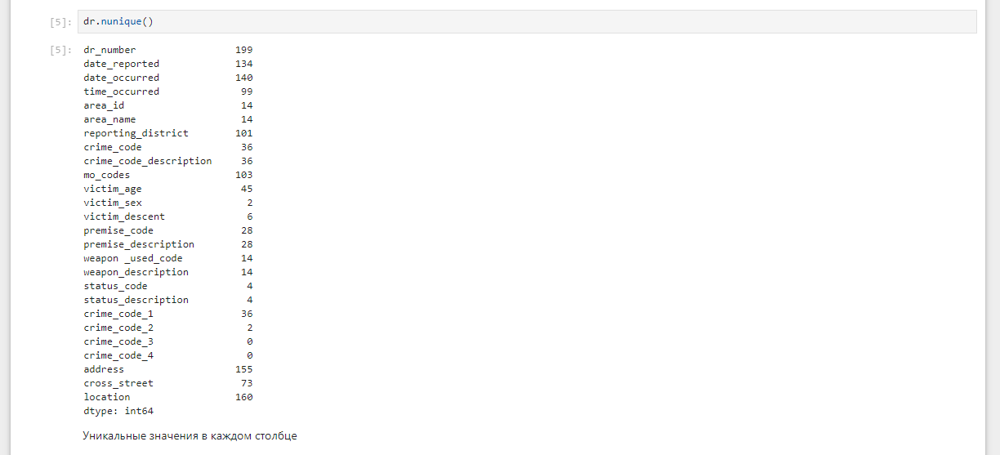 [5]: dr.nunique()
[5]: dr_number 199
date_reported 134
date_occurred 140
time_occurred 99
area_id 14
area_name 14
reporting_district 101
crime_code 36
crime_code_description 36
mo_codes 103
victim_age 45
victim_sex 2
victim_descent 6
premise_code 28
premise_description 28
weapon _used_code 14
weapon_description 14
status_code 4
status_description 4
crime_code_1 36
crime_code_2 2
crime_code_3 0
crime_code_4 0
address 155
cross_street 73
location 160
dtype: int64
Уникальные значения в каждом столбце